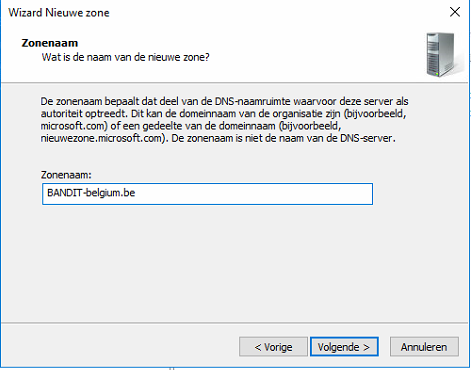 Wizard Nieuwe zone
Zonenaam
Wat is de naam van de nieuwe zone?
De zonenaam bepaalt dat deel van de DNS-naamruimte waarvoor deze server als
autoriteit optreedt. Dit kan de domeinnaam van de organisatie zijn (bijvoorbeeld,
microsoft.com) of een gedeelte van de domeinnaam (bijvoorbeeld,
nieuwezone.microsoft.com). De zonenaam is niet de naam van de DNS-server.
Zonenaam:
BANDIT-belgium.be
< Vorige
Volgende >
Annuleren